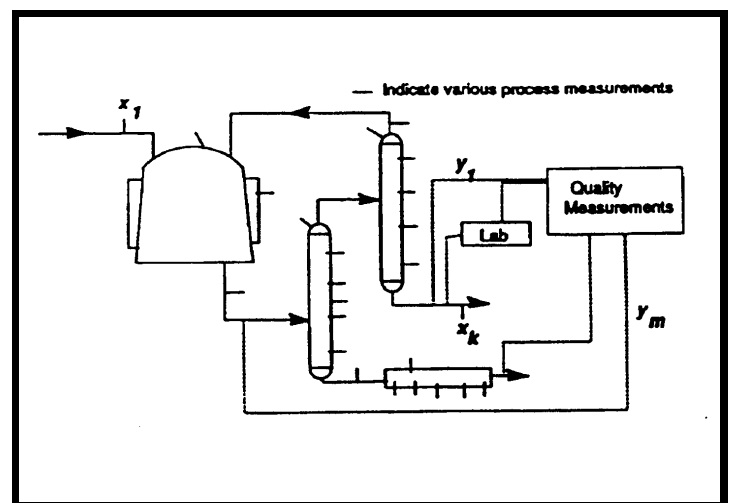 — Indicate various process measurements
x1
y1
Quality
Measurements
Lab
xk
ym